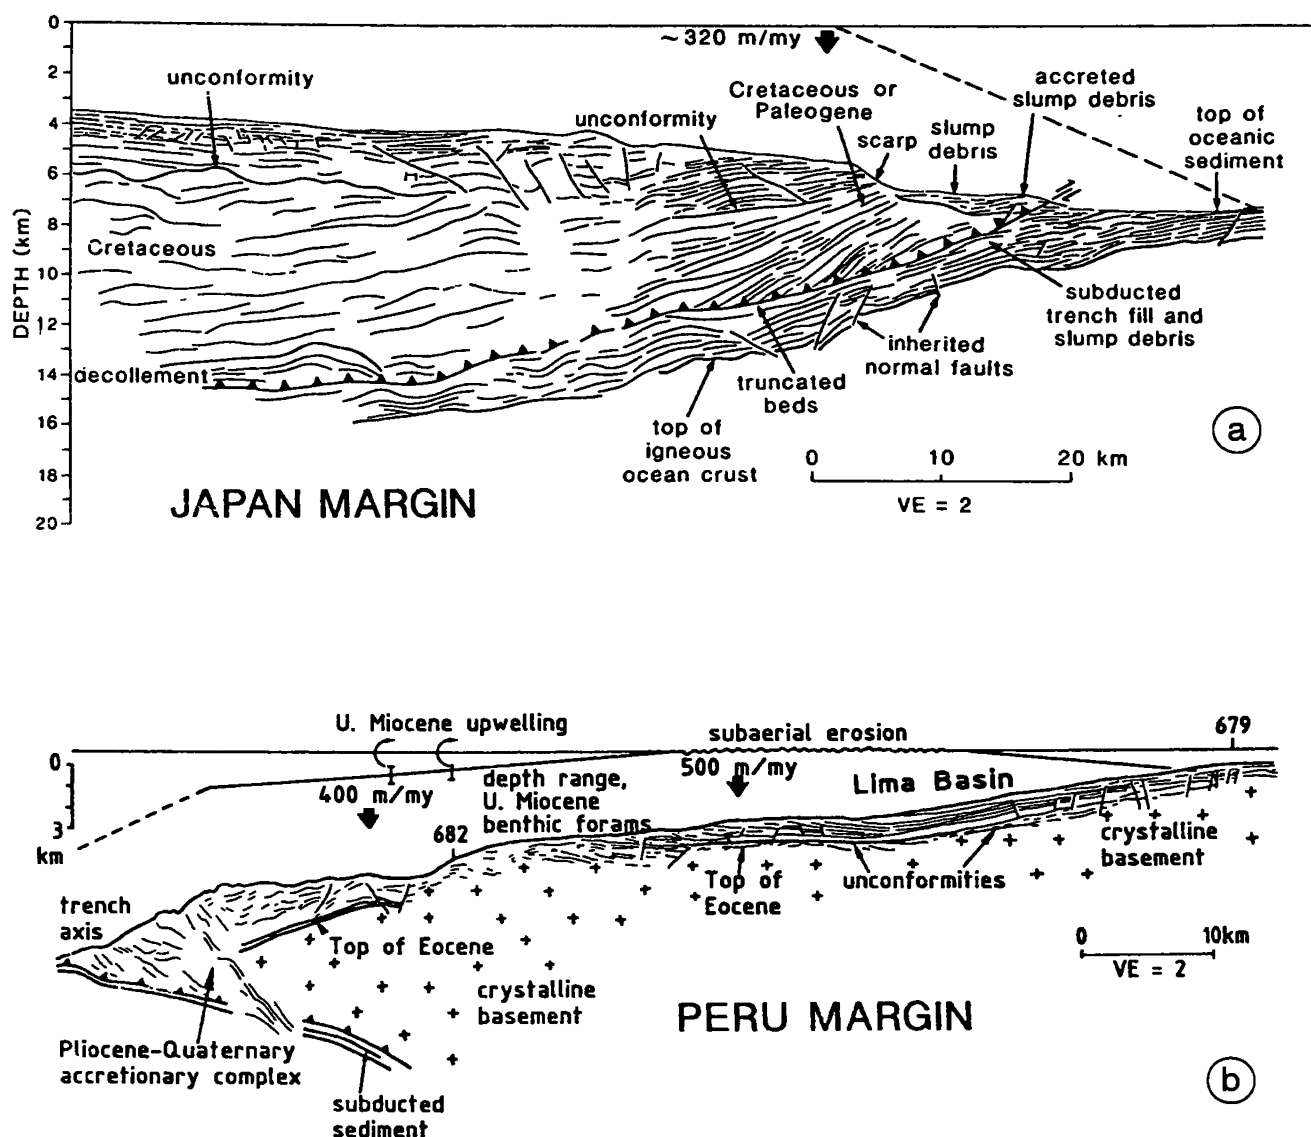 0
2
4
6
8
10
12
14
16
18
20
DEPTH (km)
~320 m/my
unconformity
Cretaceous or
Paleogene
unconformity
scarp
slump
debris
accreted
slump debris
top of
oceanic
sediment
Cretaceous
decollement
truncated
beds
inherited
normal faults
subducted
trench fill and
slump debris
top of
igneous
ocean crust
0 10 20 km
VE = 2
a
JAPAN MARGIN
U. Miocene upwelling
subaerial erosion
679
0
3
km
400 m/my
depth range,
U. Miocene
benthic forams
500 m/my
Lima Basin
682
crystalline
basement
Top of
Eocene
unconformities
trench
axis
Top of Eocene
0 10km
VE = 2
crystalline
basement
PERU MARGIN
Pliocene-Quaternary
accretionary complex
subducted
sediment
b